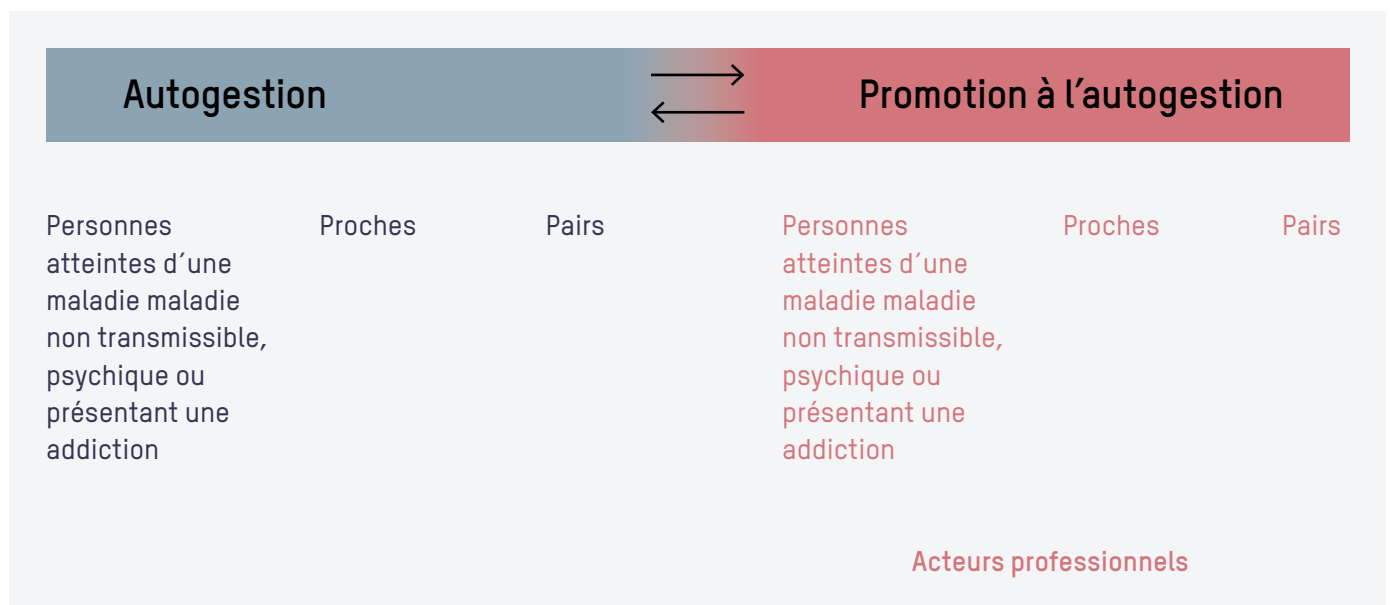 Autogestion
Promotion à l’autogestion
Personnes
atteintes d´une
maladie maladie
non transmissible,
psychique ou
présentant une
addiction
Proches
Pairs
Personnes
atteintes d´une
maladie maladie
non transmissible,
psychique ou
présentant une
addiction
Proches
Pairs
Acteurs professionnels